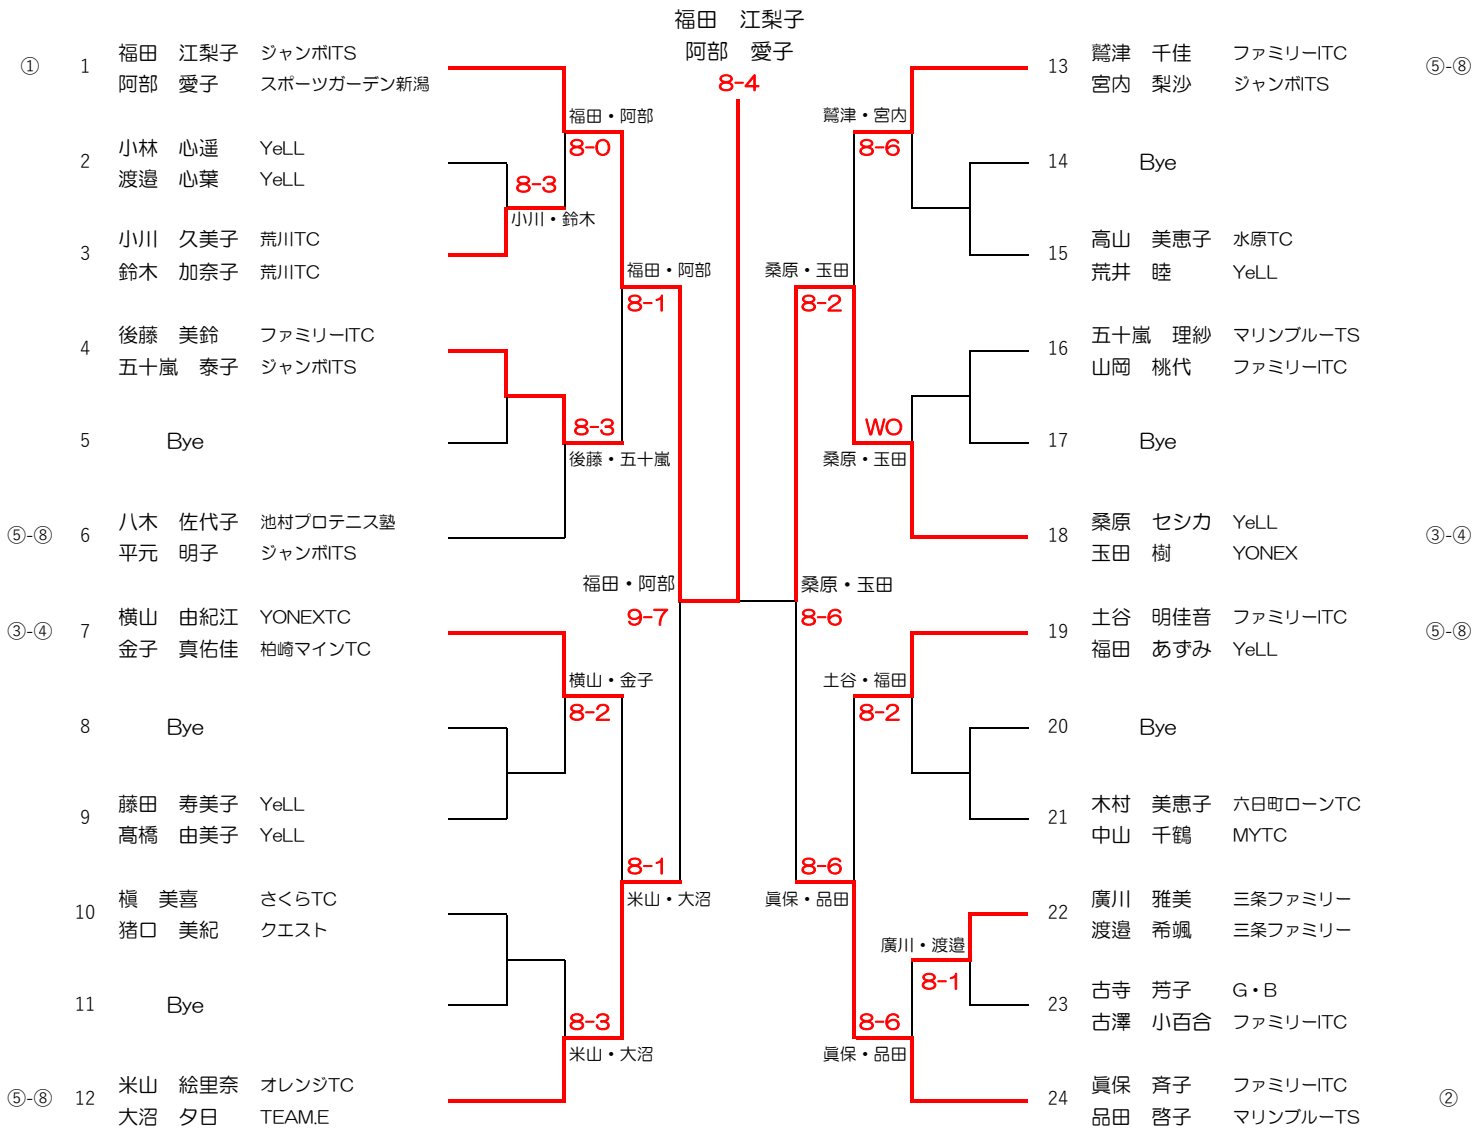 福田 江梨子
阿部 愛子
8-4
① 1 福田 江梨子 ジャンボITS
阿部 愛子 スポーツガーデン新潟
2 小林 心遥 YeLL
渡邉 心葉 YeLL
3 小川 久美子 荒川TC
鈴木 加奈子 荒川TC
4 後藤 美鈴 ファミリーITC
五十嵐 泰子 ジャンボITS
5 Bye
⑤-⑧ 6 八木 佐代子 池村プロテニス塾
平元 明子 ジャンボITS
③-④ 7 横山 由紀江 YONEXTC
金子 真佑佳 柏崎マインTC
8 Bye
9 藤田 寿美子 YeLL
髙橋 由美子 YeLL
10 槇 美喜 さくらTC
猪口 美紀 クエスト
11 Bye
⑤-⑧ 12 米山 絵里奈 オレンジTC
大沼 夕日 TEAM.E
福田・阿部
8-0
8-3
小川・鈴木
福田・阿部
8-1
8-3
後藤・五十嵐
福田・阿部
9-7
横山・金子
8-2
8-1
米山・大沼
8-3
米山・大沼
鷲津・宮内
8-6
桑原・玉田
8-2
WO
桑原・玉田
桑原・玉田
8-6
土谷・福田
8-2
8-6
眞保・品田
廣川・渡邉
8-1
8-6
眞保・品田
13 鷲津 千佳 ファミリーITC ⑤-⑧
宮内 梨沙 ジャンボITS
14 Bye
15 高山 美恵子 水原TC
荒井 睦 YeLL
16 五十嵐 理紗 マリンブルーTS
山岡 桃代 ファミリーITC
17 Bye
18 桑原 セシカ YeLL ③-④
玉田 樹 YONEX
19 土谷 明佳音 ファミリーITC ⑤-⑧
福田 あずみ YeLL
20 Bye
21 木村 美恵子 六日町ローンTC
中山 千鶴 MYTC
22 廣川 雅美 三条ファミリー
渡邉 希颯 三条ファミリー
23 古寺 芳子 G・B
古澤 小百合 ファミリーITC
24 眞保 斉子 ファミリーITC ②
品田 啓子 マリンブルーTS